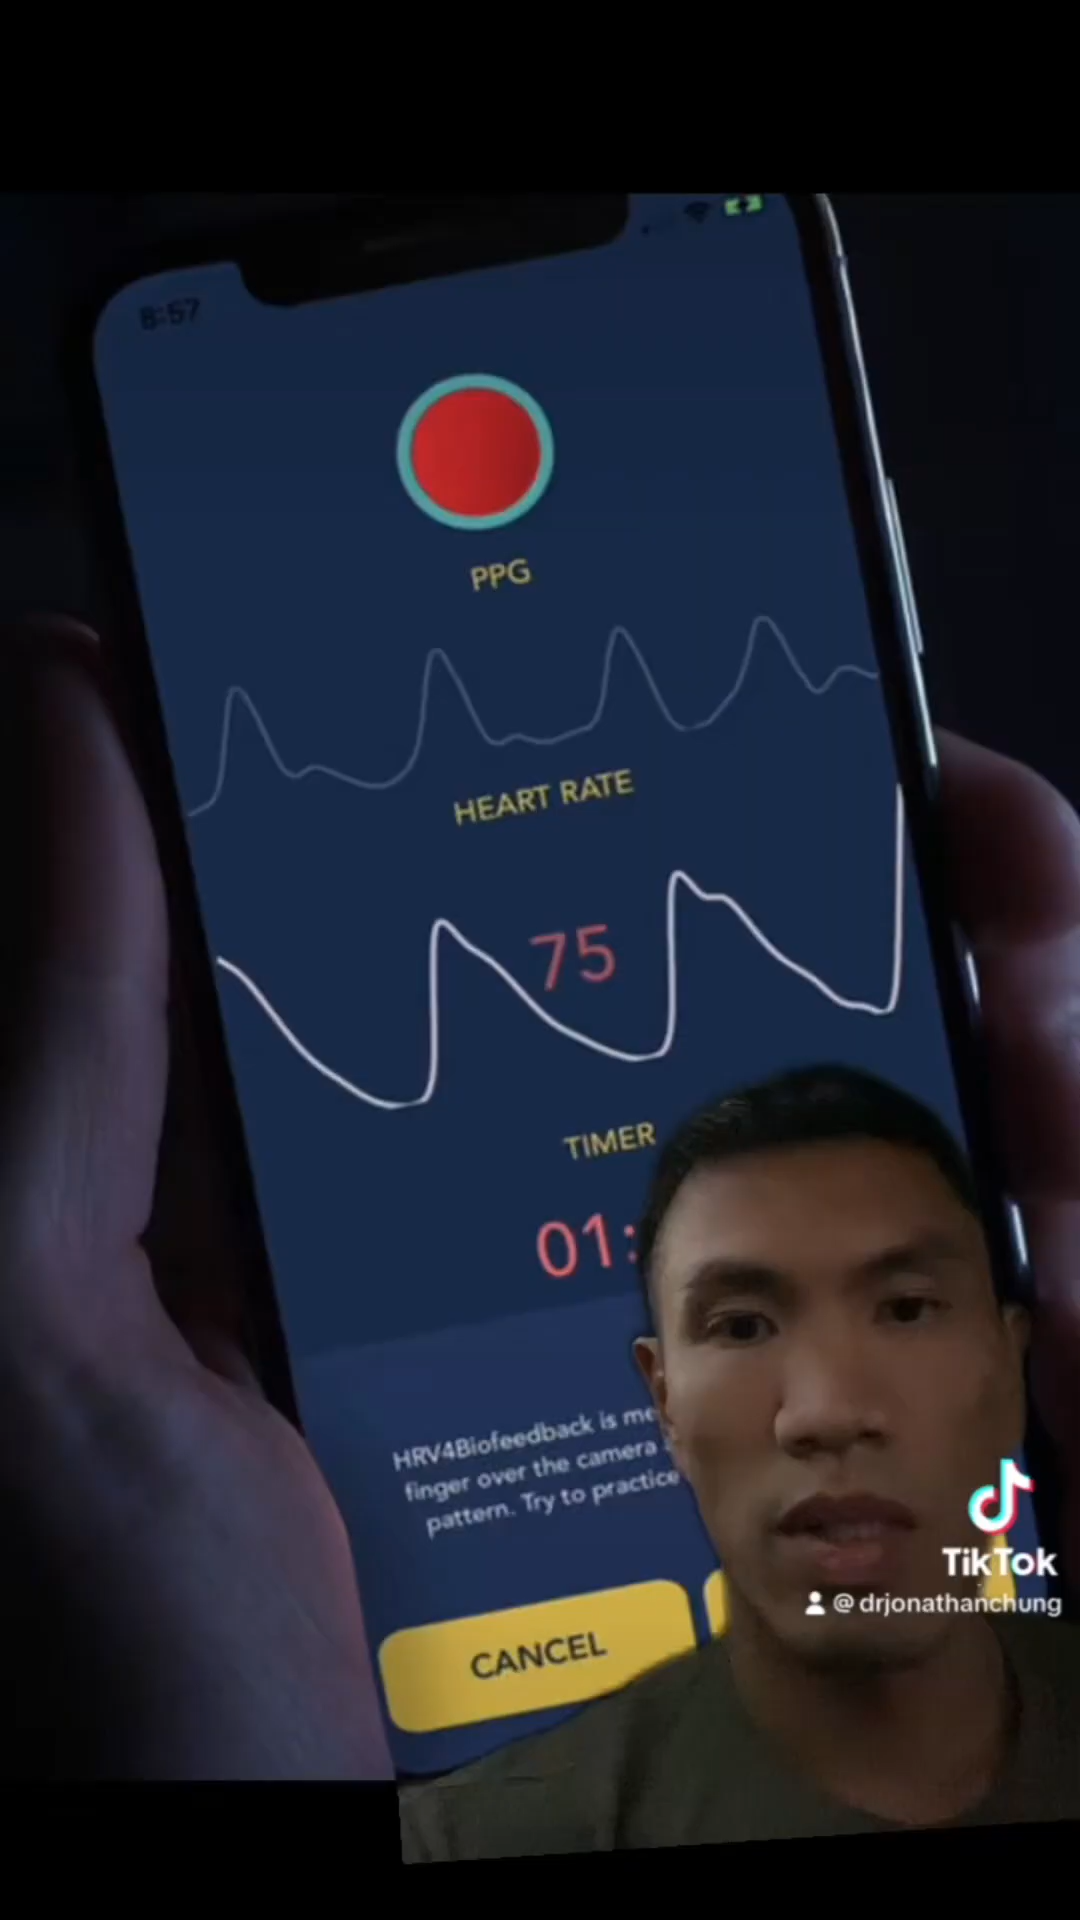 8:57
PPG
HEART RATE
75
TIMER
01:
HRV4Biofeedback is me
finger over the camera
pattern. Try to practice
CANCEL
TikTok
@drjonathanchung